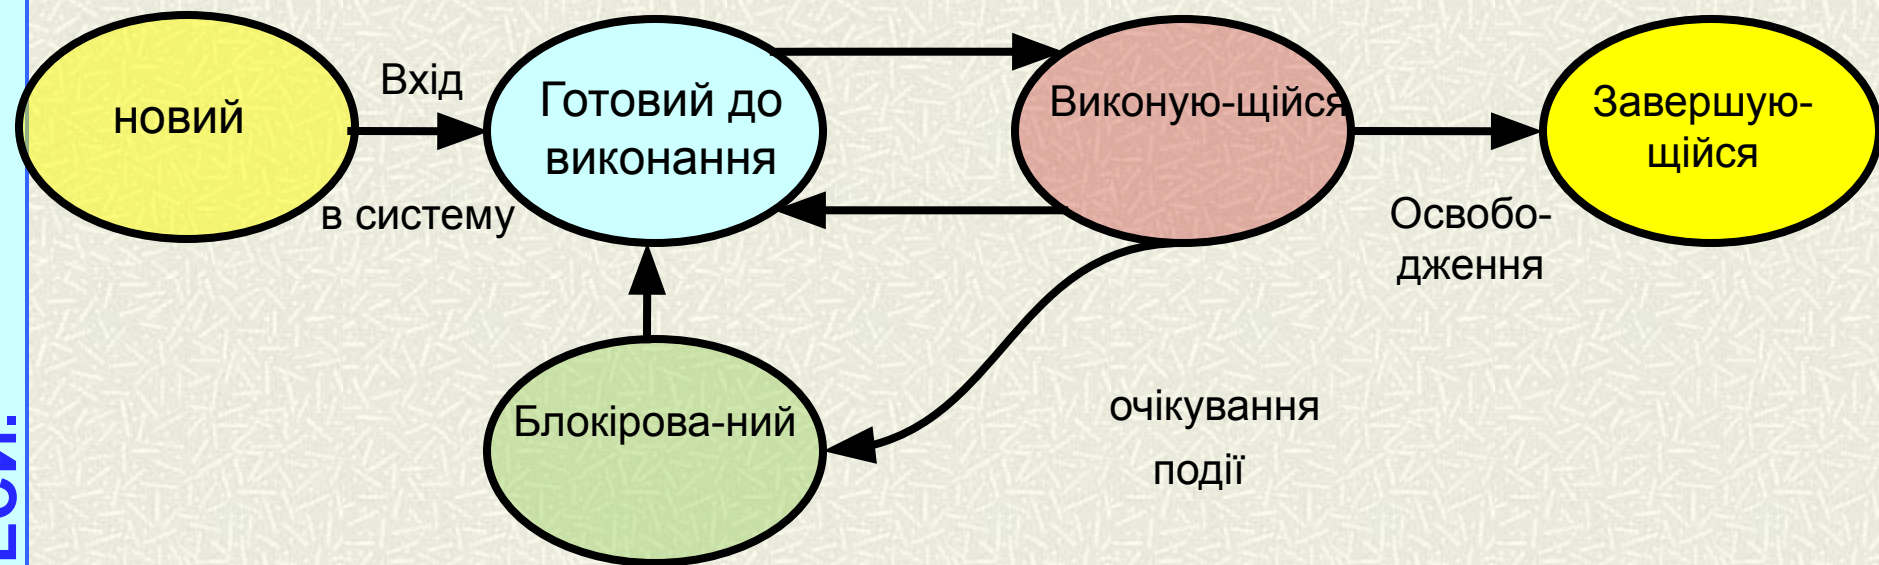 новий
Вхід
в систему
Готовий до
виконання
Виконую-щійся
Завершую-
щійся
Освобо-
дження
Блокірова-ний
очікування
події